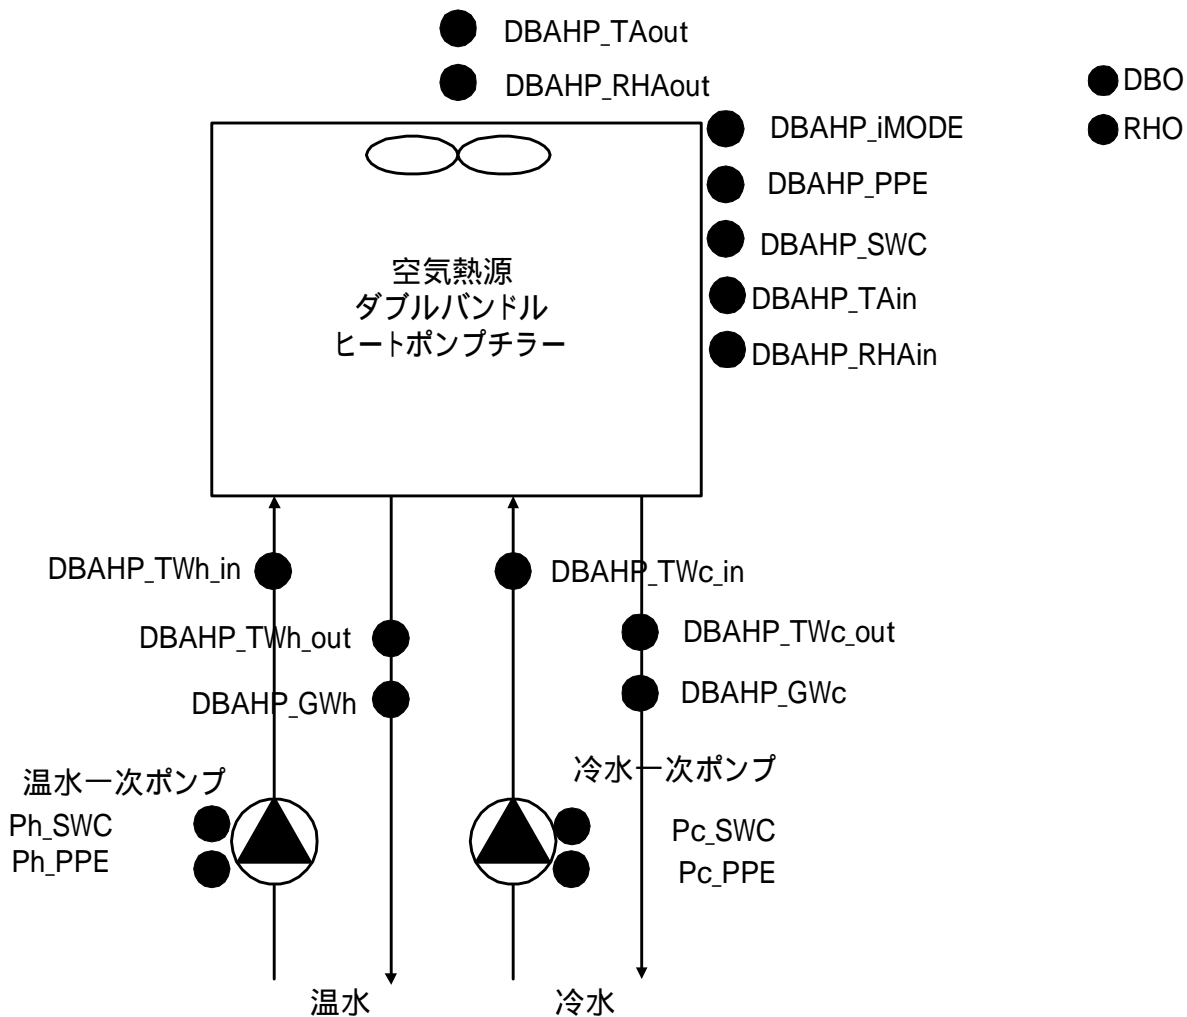 DBAHP_TAout
DBAHP_RHAout
DBO
RHO
DBAHP_iMODE
DBAHP_PPE
DBAHP_SWC
DBAHP_TAin
DBAHP_RHAin
空気熱源
ダブルバンドル
ヒートポンプチラー
DBAHP_TWh_in
DBAHP_TWc_in
DBAHP_TWh_out
DBAHP_TWc_out
DBAHP_GWh
DBAHP_GWc
温水一次ポンプ
冷水一次ポンプ
Ph_SWC
Ph_PPE
Pc_SWC
Pc_PPE
温水
冷水